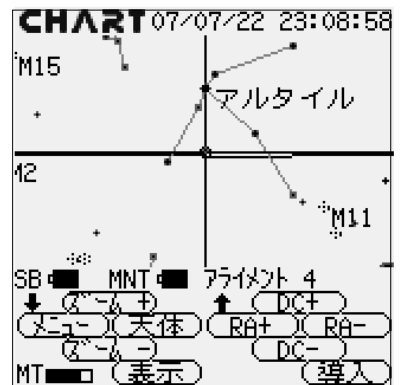 CHART 07/07/22 23:08:58
M15
アルタイル
M2
M11
SB MNT アライメント 4
ズーム + DC+
メニュー 天体 RA+ RA-
ズーム - DC-
MT 表示 導入